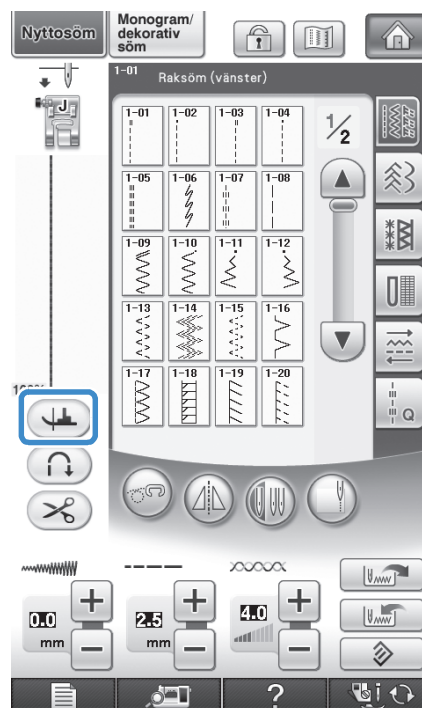 Nyttosöm
Monogram/
dekorativ
söm
1-01
Raksöm (vänster)
J
1-01 1-02 1-03 1-04
1/2
1-05 1-06 1-07 1-08
1-09 1-10 1-11 1-12
1-13 1-14 1-15 1-16
1-17 1-18 1-19 1-20
Q
0.0
mm
2.5
mm
4.0
?